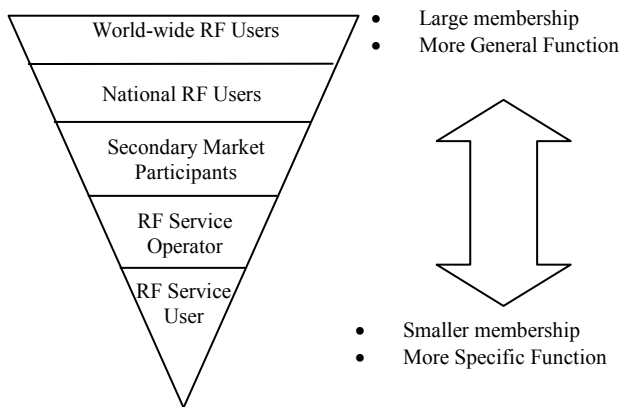 World-wide RF Users
National RF Users
Secondary Market
Participants
RF Service
Operator
RF Service
User
• Large membership
• More General Function
• Smaller membership
• More Specific Function